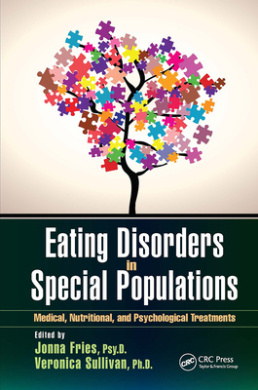 Eating Disorders
in
Special Populations
Medical, Nutritional, and Psychological Treatments
Edited by
Jonna Fries, Psy.D.
Veronica Sullivan, Ph.D.
CRC Press
Taylor & Francis Group